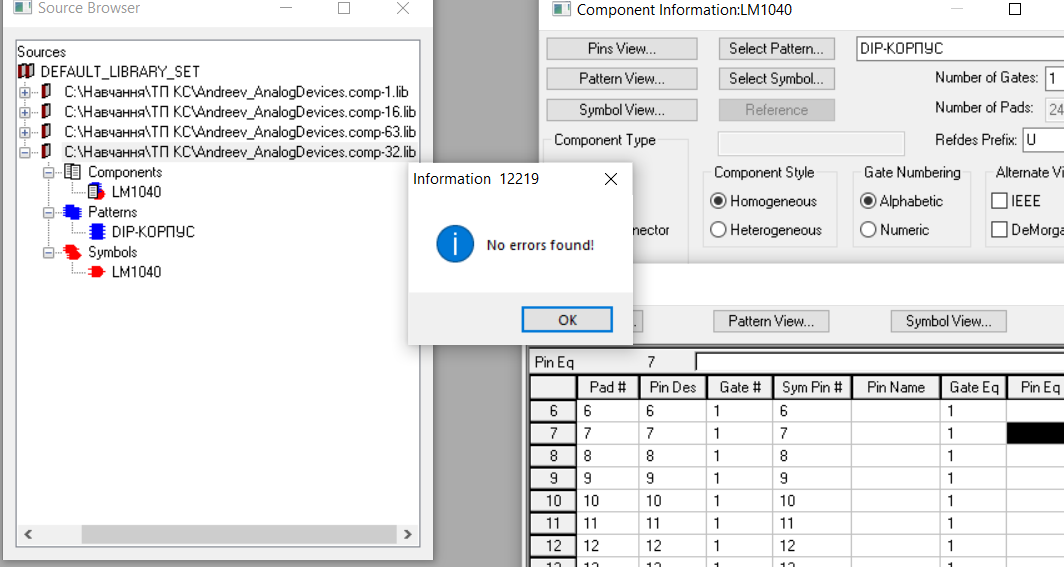 Source Browser
Sources
DEFAULT_LIBRARY_SET
C:\Навчання\ТП КС\Andreev_AnalogDevices.comp-1.lib
C:\Навчання\ТП КС\Andreev_AnalogDevices.comp-16.lib
C:\Навчання\ТП КС\Andreev_AnalogDevices.comp-63.lib
C:\Навчання\ТП КС\Andreev_AnalogDevices.comp-32.lib
Components
LM1040
Patterns
DIP-КОРПУС
Symbols
LM1040
Information 12219
No errors found!
OK
Component Information:LM1040
Pins View... Select Pattern... DIP-КОРПУС
Pattern View... Select Symbol... Number of Gates: 1
Symbol View... Reference Number of Pads: 24
Component Type Refdes Prefix: U
Component Style Gate Numbering Alternate Vi
Homogeneous Alphabetic IEEE
nnector Heterogeneous Numeric DeMorga
Pattern View... Symbol View...
Pin Eq 7
Pad # Pin Des Gate # Sym Pin # Pin Name Gate Eq Pin Eq
6 6 6 1 6 1
7 7 7 1 7 1
8 8 8 1 8 1
9 9 9 1 9 1
10 10 10 1 10 1
11 11 11 1 11 1
12 12 12 1 12 1